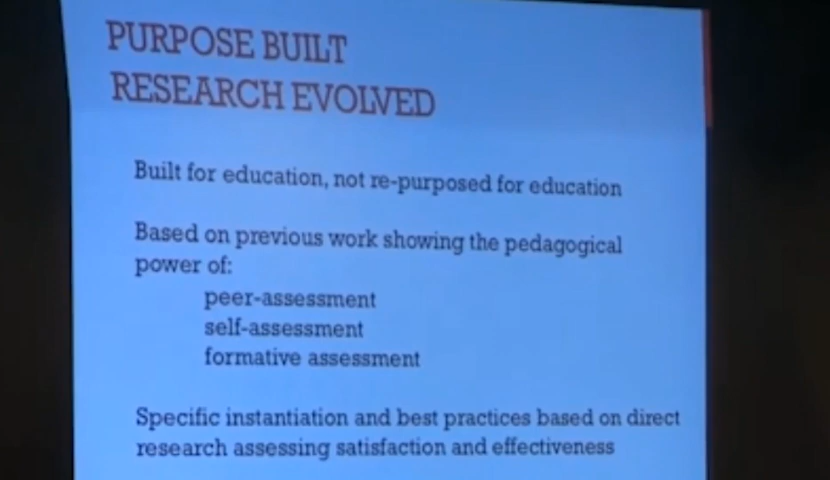 PURPOSE BUILT
RESEARCH EVOLVED
Built for education, not re-purposed for education
Based on previous work showing the pedagogical
power of:
peer-assessment
self-assessment
formative assessment
Specific instantiation and best practices based on direct
research assessing satisfaction and effectiveness